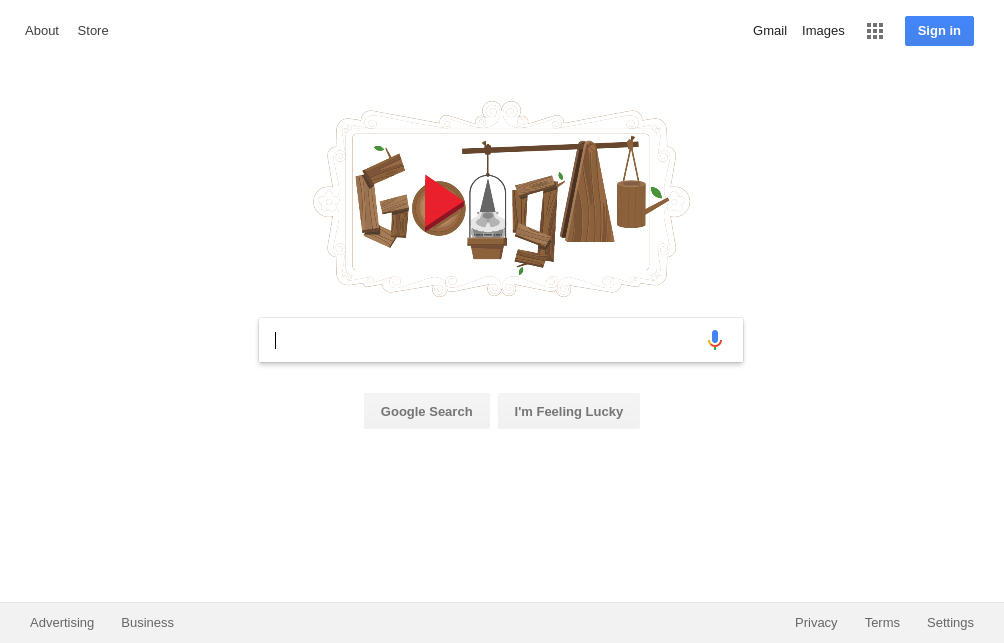 About Store
Gmail Images Sign in
Google Search I'm Feeling Lucky
Advertising Business
Privacy Terms Settings